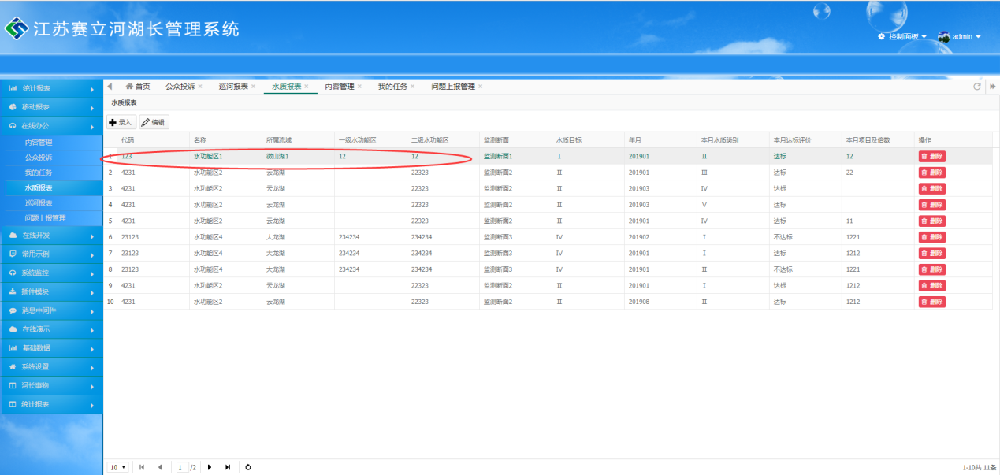 江苏赛立河湖长管理系统
控制面板 admin
统计报表
移动报表
在线办公
内容管理
公众投诉
我的任务
水质报表
巡河报表
问题上报管理
在线开发
常用示例
系统监控
插件模块
消息中间件
在线演示
基础数据
系统设置
河长事物
统计报表
首页 公众投诉 巡河报表 水质报表 内容管理 我的任务 问题上报管理
水质报表
录入 编辑
代码 名称 所属流域 一级水功能区 二级水功能区 监测断面 水质目标 年月 本月水质类别 本月达标评价 本月项目及倍数 操作
1 123 水功能区1 微山湖1 12 12 监测断面1 I 201901 II 达标 12 删除
2 4231 水功能区2 云龙湖 22323 监测断面2 II 201901 III 达标 22 删除
3 4231 水功能区2 云龙湖 22323 监测断面2 II 201903 IV 达标 删除
4 4231 水功能区2 云龙湖 22323 监测断面2 II 201903 V 达标 删除
5 4231 水功能区2 云龙湖 22323 监测断面2 II 201901 IV 达标 11 删除
6 23123 水功能区4 大龙湖 234234 234234 监测断面3 IV 201902 I 不达标 1221 删除
7 23123 水功能区4 大龙湖 234234 234234 监测断面3 IV 201901 I 达标 1212 删除
8 23123 水功能区4 大龙湖 234234 234234 监测断面3 IV 201901 II 不达标 1221 删除
9 4231 水功能区2 云龙湖 22323 监测断面2 II 201901 I 达标 1212 删除
10 4231 水功能区2 云龙湖 22323 监测断面2 II 201908 II 达标 1212 删除
10 1 /2 1-10共 11条